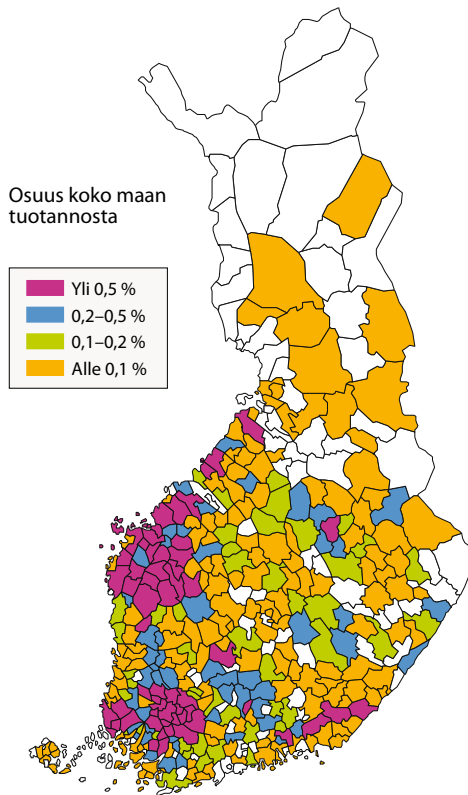 Osuus koko maan
tuotannosta
Yli 0,5 %
0,2–0,5 %
0,1–0,2 %
Alle 0,1 %